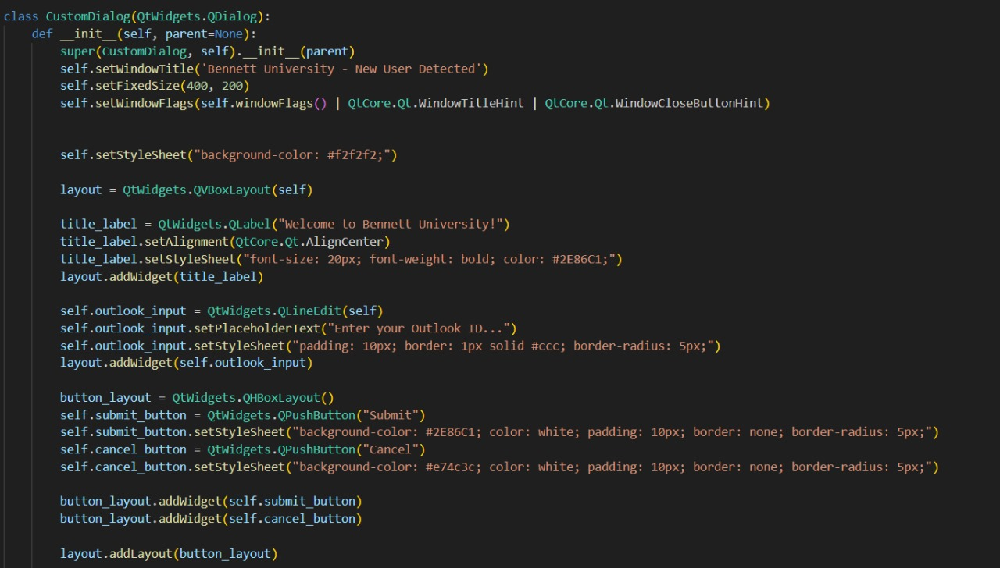 class CustomDialog(QtWidgets.QDialog):
    def __init__(self, parent=None):
        super(CustomDialog, self).__init__(parent)
        self.setWindowTitle('Bennett University - New User Detected')
        self.setFixedSize(400, 200)
        self.setWindowFlags(self.windowFlags() | QtCore.Qt.WindowTitleHint | QtCore.Qt.WindowCloseButtonHint)
        self.setStyleSheet("background-color: #f2f2f2;")
        layout = QtWidgets.QVBoxLayout(self)
        title_label = QtWidgets.QLabel("Welcome to Bennett University!")
        title_label.setAlignment(QtCore.Qt.AlignCenter)
        title_label.setStyleSheet("font-size: 20px; font-weight: bold; color: #2E86C1;")
        layout.addWidget(title_label)
        self.outlook_input = QtWidgets.QLineEdit(self)
        self.outlook_input.setPlaceholderText("Enter your Outlook ID...")
        self.outlook_input.setStyleSheet("padding: 10px; border: 1px solid #ccc; border-radius: 5px;")
        layout.addWidget(self.outlook_input)
        button_layout = QtWidgets.QHBoxLayout()
        self.submit_button = QtWidgets.QPushButton("Submit")
        self.submit_button.setStyleSheet("background-color: #2E86C1; color: white; padding: 10px; border: none; border-radius: 5px;")
        self.cancel_button = QtWidgets.QPushButton("Cancel")
        self.cancel_button.setStyleSheet("background-color: #e74c3c; color: white; padding: 10px; border: none; border-radius: 5px;")
        button_layout.addWidget(self.submit_button)
        button_layout.addWidget(self.cancel_button)
        layout.addLayout(button_layout)